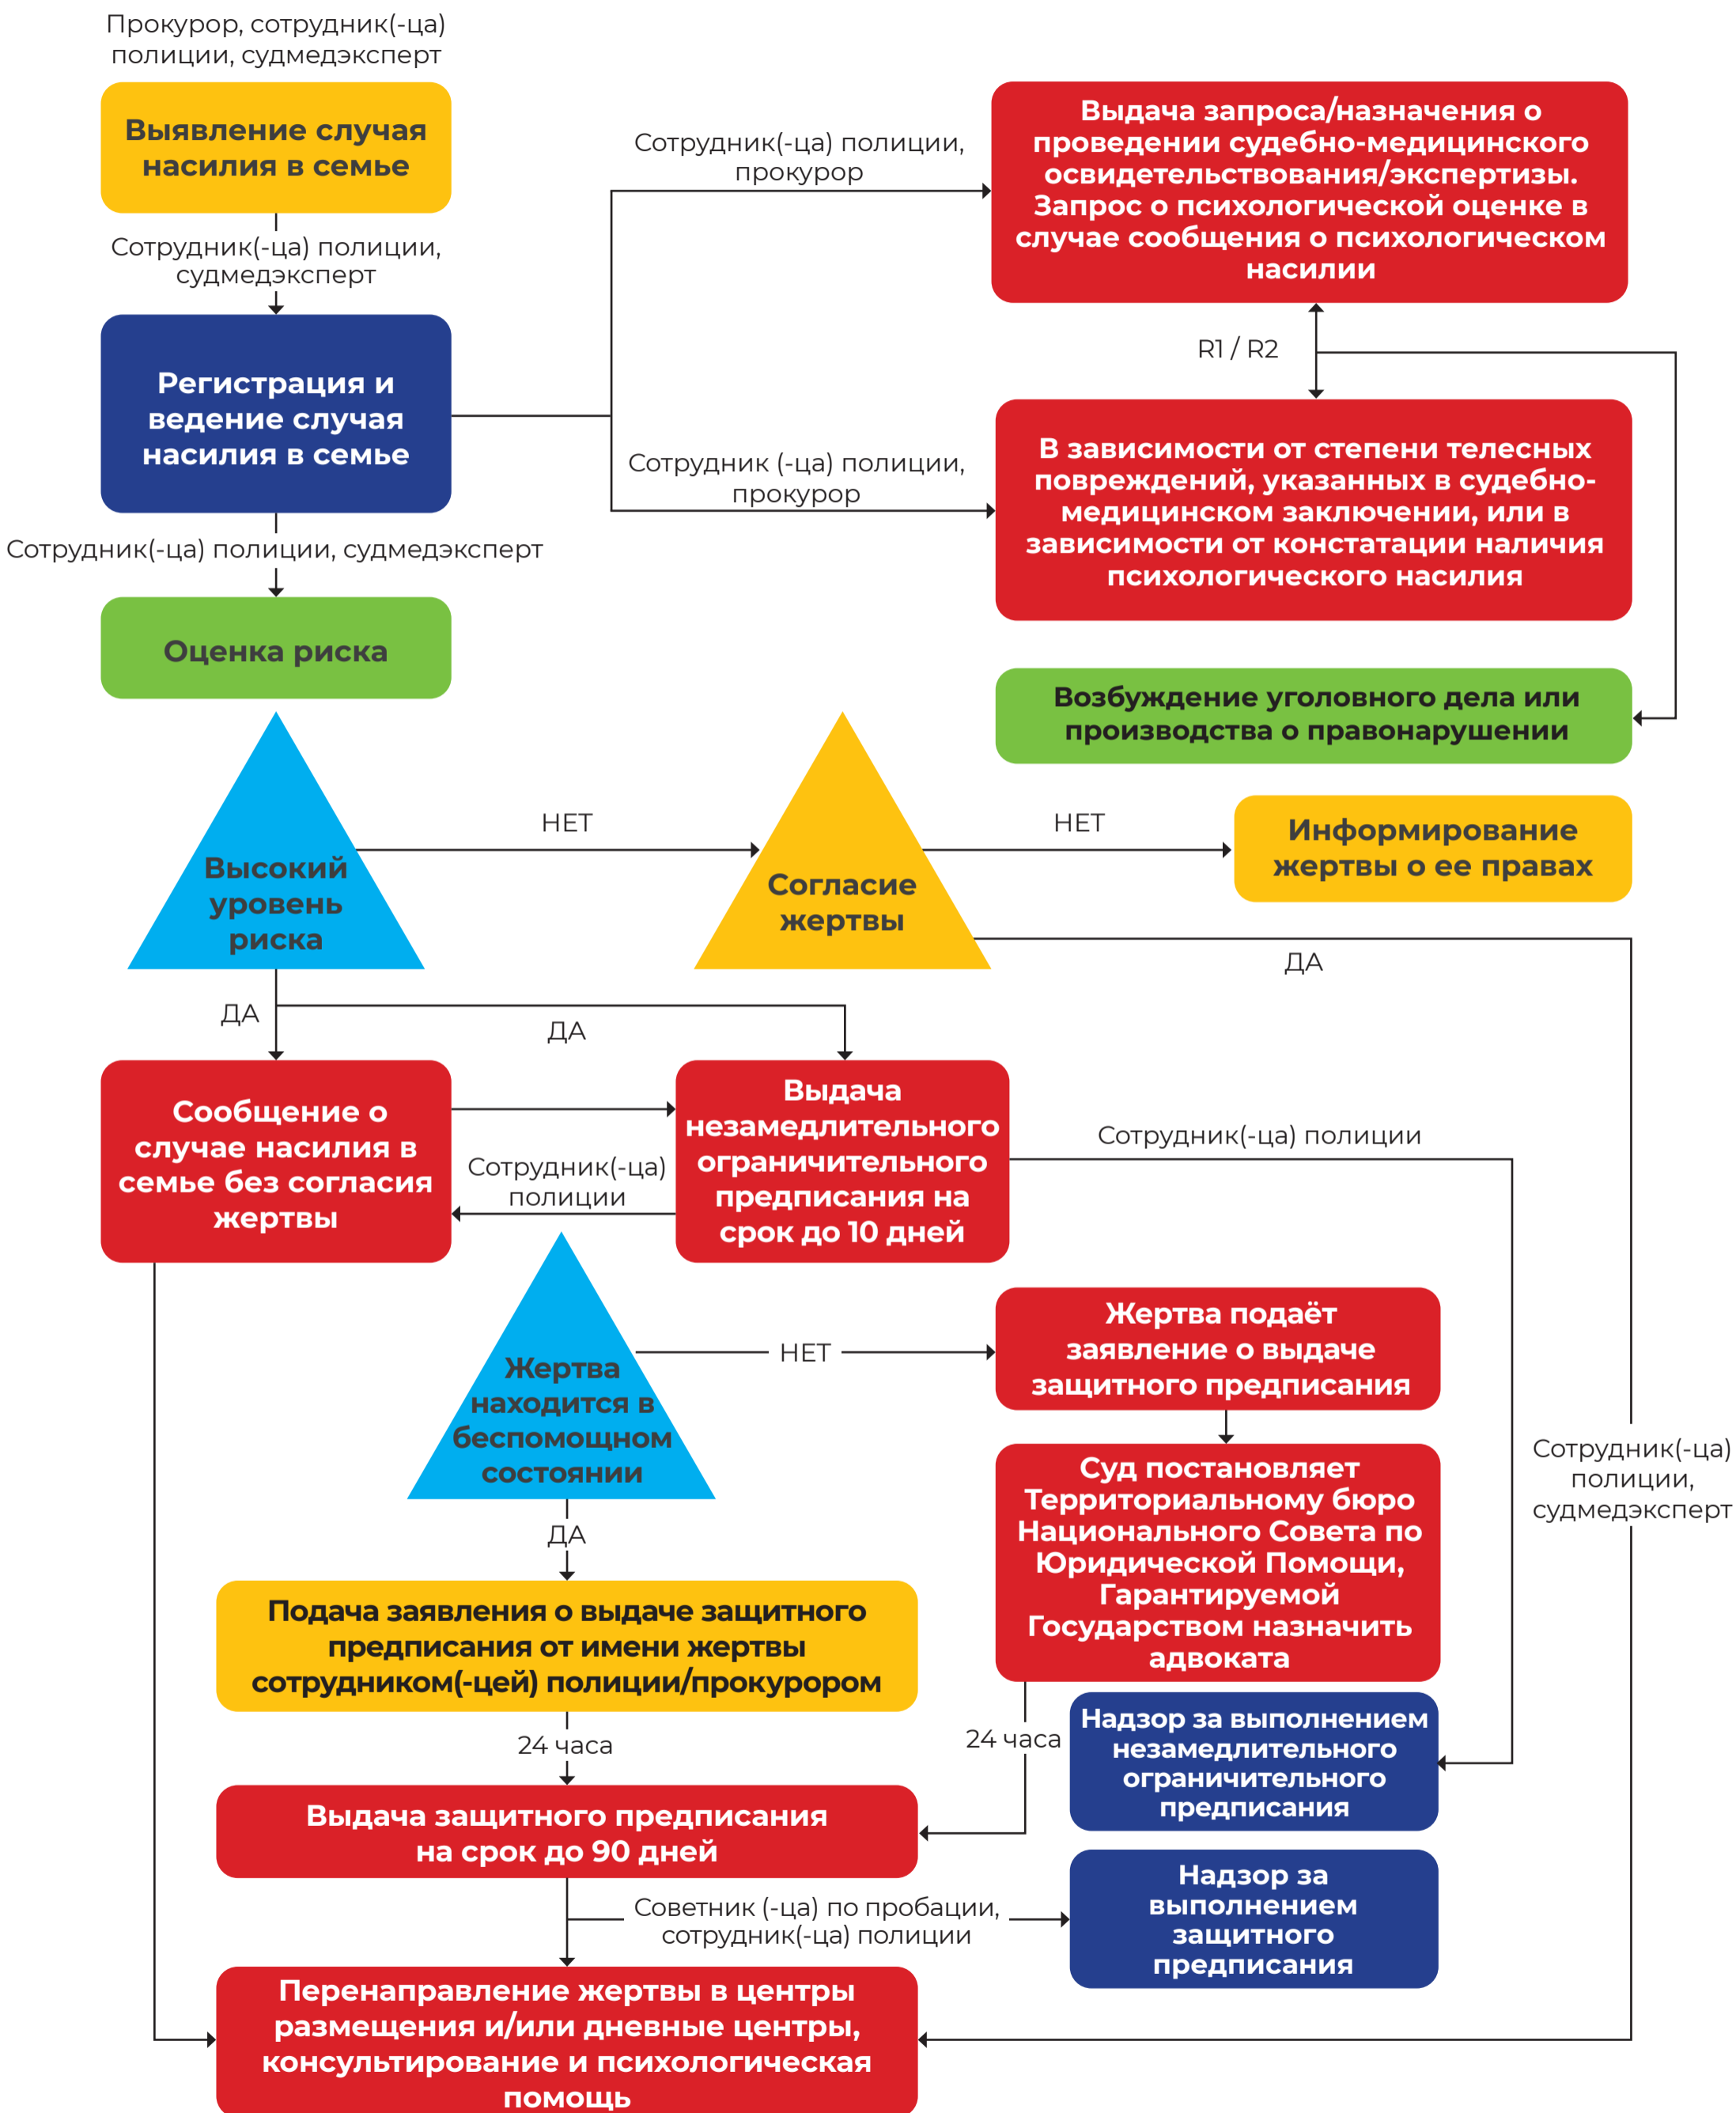 Прокурор, сотрудник(-ца)
полиции, судмедэксперт
Выявление случая
насилия в семье
Сотрудник(-ца) полиции,
судмедэксперт
Регистрация и
ведение случая
насилия в семье
Сотрудник(-ца) полиции,
прокурор
Выдача запроса/назначения о
проведении судебно-медицинского
освидетельствования/экспертизы.
Запрос о психологической оценке в
случае сообщения о психологическом
насилии
R1 / R2
Сотрудник (-ца) полиции,
прокурор
В зависимости от степени телесных
повреждений, указанных в судебно-
медицинском заключении, или в
зависимости от констатации наличия
психологического насилия
Сотрудник(-ца) полиции, судмедэксперт
Оценка риска
Возбуждение уголовного дела или
производства о правонарушении
Высокий
уровень
риска
НЕТ
Согласие
жертвы
НЕТ
Информирование
жертвы о ее правах
ДА
ДА
ДА
Сообщение о
случае насилия в
семье без согласия
жертвы
Сотрудник(-ца)
полиции
Выдача
незамедлительного
ограничительного
предписания на
срок до 10 дней
Сотрудник(-ца) полиции
Жертва
находится в
беспомощном
состоянии
НЕТ
Жертва подаёт
заявление о выдаче
защитного предписания
Суд постановляет
Территориальному бюро
Национального Совета по
Юридической Помощи,
Гарантируемой
Государством назначить
адвоката
Сотрудник(-ца)
полиции,
судмедэксперт
ДА
Подача заявления о выдаче защитного
предписания от имени жертвы
сотрудником(-цей) полиции/прокурором
24 часа
24 часа
Надзор за выполнением
незамедлительного
ограничительного
предписания
Выдача защитного предписания
на срок до 90 дней
Советник (-ца) по пробации,
сотрудник(-ца) полиции
Надзор за
выполнением
защитного
предписания
Перенаправление жертвы в центры
размещения и/или дневные центры,
консультирование и психологическая
помощь